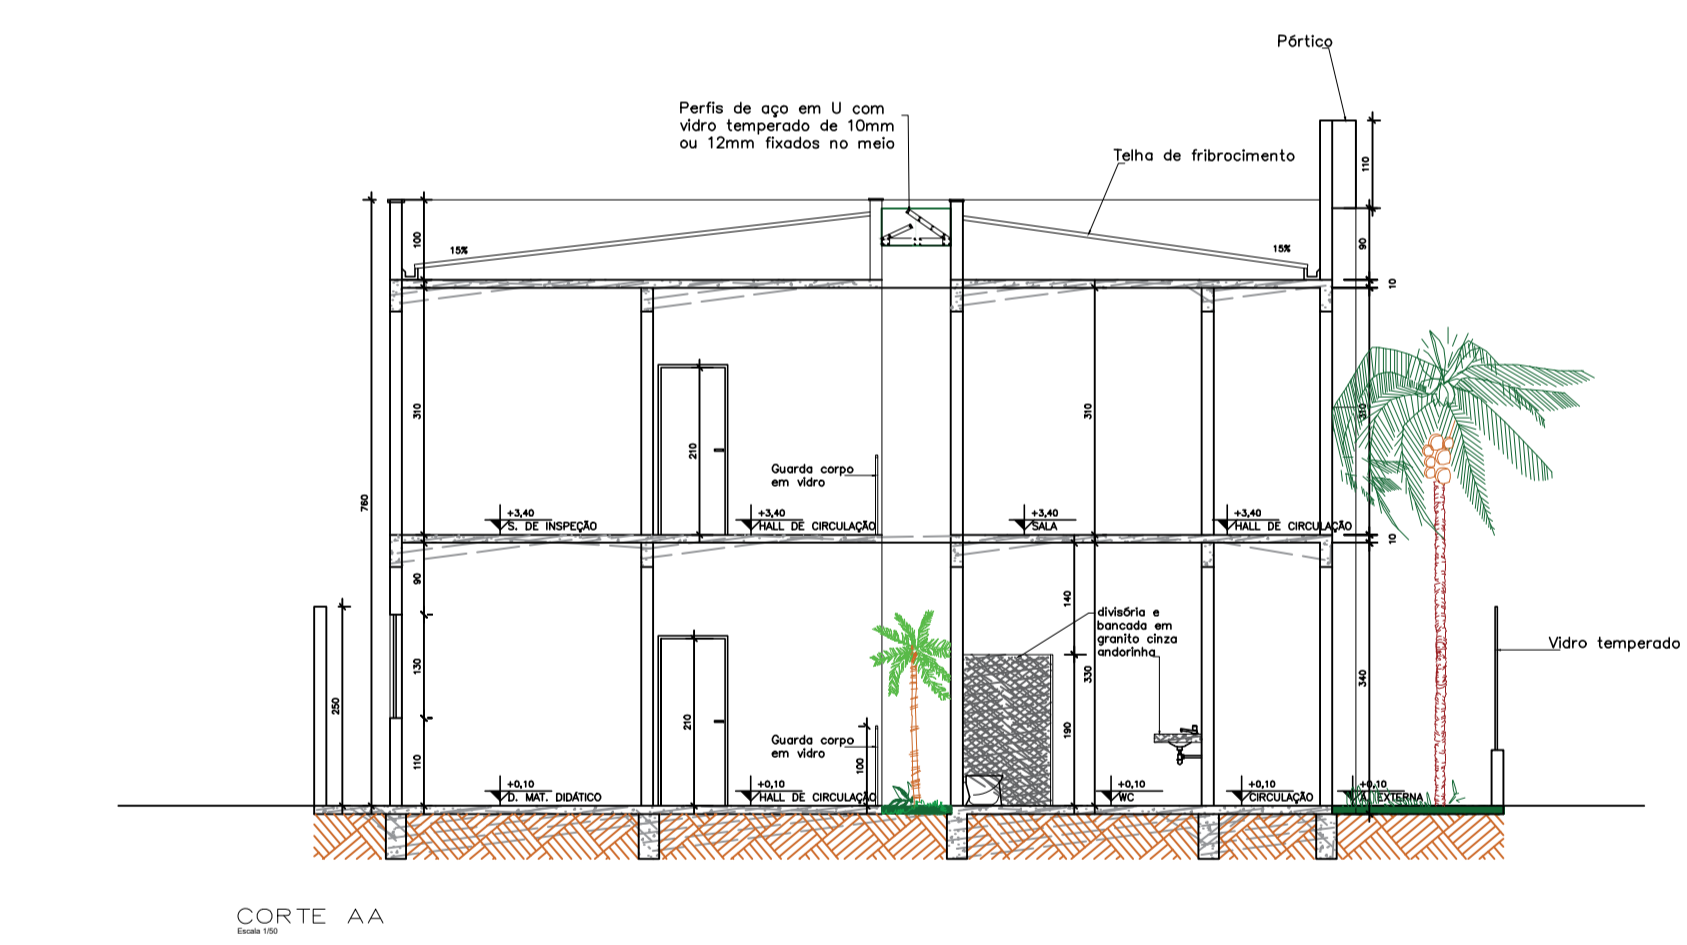 Pórtico
Perfis de aço em U com
vidro temperado de 10mm
ou 12mm fixados no meio
Telha de fribrocimento
110
100
15%
15%
90
10
310
210
310
310
Guarda corpo
em vidro
760
+3,40
S. DE INSPEÇÃO
+3,40
HALL DE CIRCULAÇÃO
+3,40
SALA
+3,40
HALL DE CIRCULAÇÃO
10
90
140
divisória e
bancada em
granito cinza
andorinha
Vidro temperado
130
330
340
250
210
190
Guarda corpo
em vidro
100
110
+0,10
D. MAT. DIDÁTICO
+0,10
HALL DE CIRCULAÇÃO
+0,10
WC
+0,10
CIRCULAÇÃO
+0,10
A. EXTERNA
CORTE AA
Escala 1/50